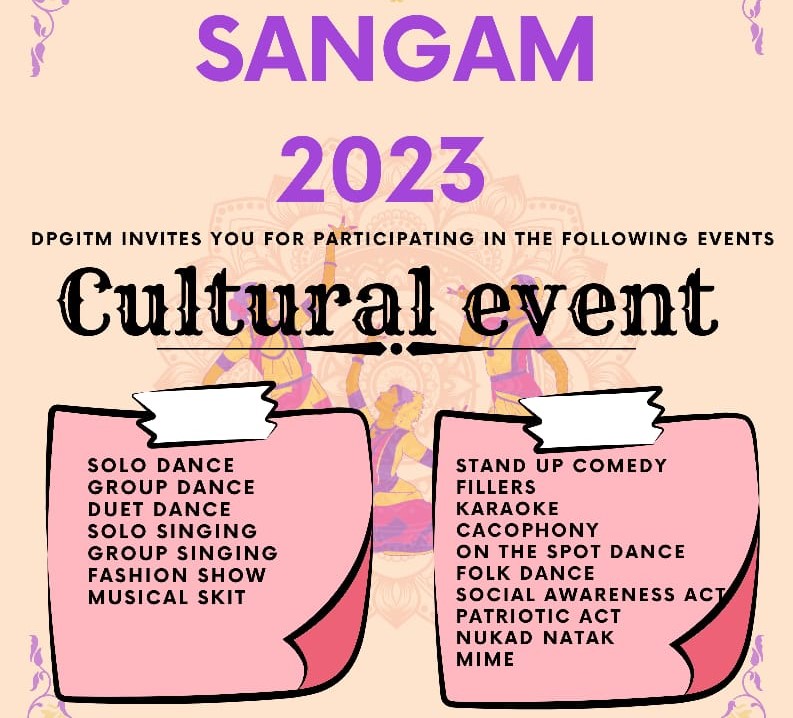 SANGAM
2023
DPGITM INVITES YOU FOR PARTICIPATING IN THE FOLLOWING EVENTS
Cultural event
SOLO DANCE
GROUP DANCE
DUET DANCE
SOLO SINGING
GROUP SINGING
FASHION SHOW
MUSICAL SKIT
STAND UP COMEDY
FILLERS
KARAOKE
CACOPHONY
ON THE SPOT DANCE
FOLK DANCE
SOCIAL AWARENESS ACT
PATRIOTIC ACT
NUKAD NATAK
MIME